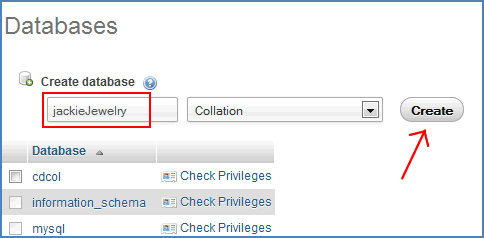 Databases
Create database
jackieJewelry Collation Create
Database
cdcol Check Privileges
information_schema Check Privileges
mysql Check Privileges